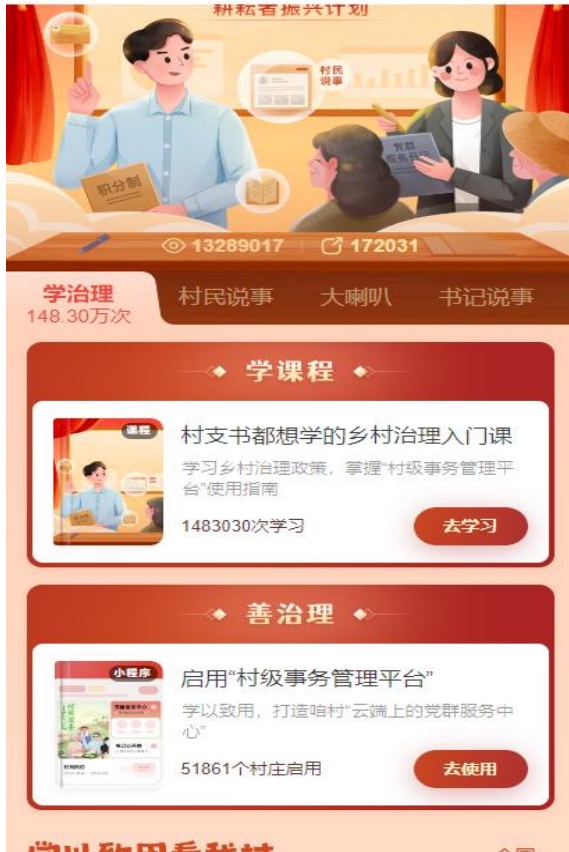 耕耘者振兴计划
村民
说事
积分制
党群
13289017 172031
学治理 村民说事 大喇叭 书记说事
148.30万次
学课程
课程
村支书都想学的乡村治理入门课
学习乡村治理政策，掌握“村级事务管理平
台”使用指南
1483030次学习 去学习
善治理
小程序
启用“村级事务管理平台”
学以致用，打造咱村“云端上的党群服务中
心”
51861个村庄启用 去使用